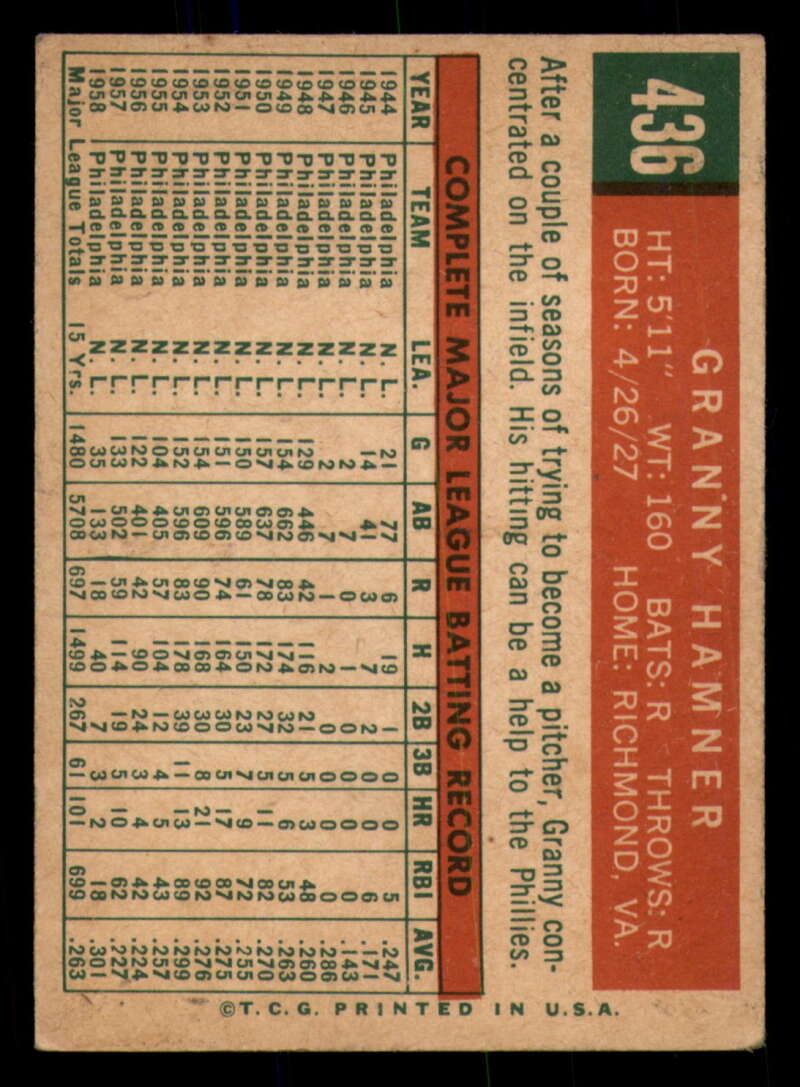 436
GRANNY HAMNER
HT: 5'11" WT: 160 BATS: R THROWS: R
BORN: 4/26/27 HOME: RICHMOND, VA.
After a couple of seasons of trying to become a pitcher, Granny con-
centrated on the infield. His hitting can be a help to the Phillies.
COMPLETE MAJOR LEAGUE BATTING RECORD
YEAR TEAM LEA. G AB R H 2B 3B HR RBI AVG.
1944 Philadelphia N. L. 21 77 6 19 1 0 0 5 .247
1945 Philadelphia N. L. 14 41 3 7 2 0 0 6 .171
1946 Philadelphia N. L. 2 7 0 1 0 0 0 0 .143
1947 Philadelphia N. L. 2 7 1 2 0 0 0 0 .286
1948 Philadelphia N. L. 129 446 42 116 21 5 3 48 .260
1949 Philadelphia N. L. 154 662 83 174 32 5 6 53 .263
1950 Philadelphia N. L. 157 637 78 172 27 5 11 82 .270
1951 Philadelphia N. L. 150 589 61 150 23 7 9 72 .255
1952 Philadelphia N. L. 151 596 74 164 30 5 17 87 .275
1953 Philadelphia N. L. 154 609 90 168 30 8 21 92 .276
1954 Philadelphia N. L. 152 596 83 178 39 11 13 89 .299
1955 Philadelphia N. L. 104 405 57 104 12 4 5 43 .257
1956 Philadelphia N. L. 122 401 42 90 24 3 4 42 .224
1957 Philadelphia N. L. 133 502 59 114 19 5 10 62 .227
1958 Philadelphia N. L. 35 133 18 40 7 3 2 18 .301
Major League Totals 15 Yrs. 1480 5708 697 1499 267 61 101 699 .263
©T.C.G. PRINTED IN U.S.A.